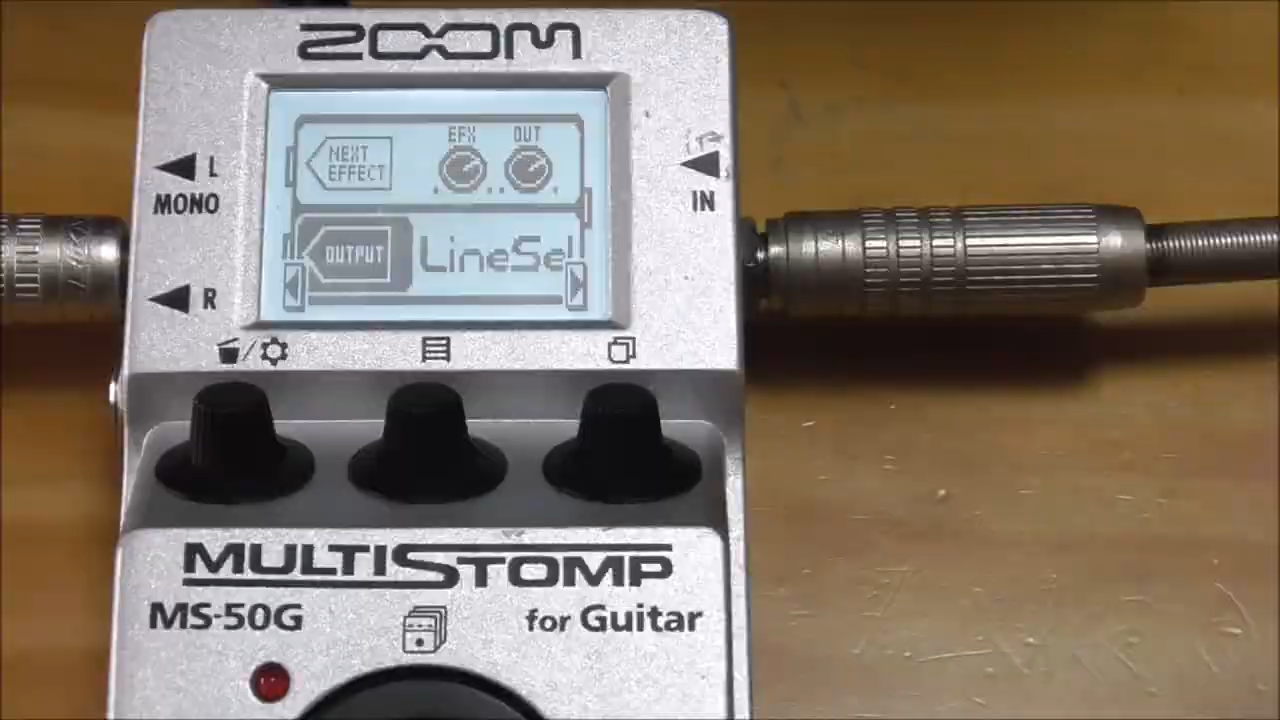 ZOOM
EFX OUT
NEXT
EFFECT
OUTPUT
LineSel
L
MONO
R
IN
MULTISTOMP
MS-50G
for Guitar